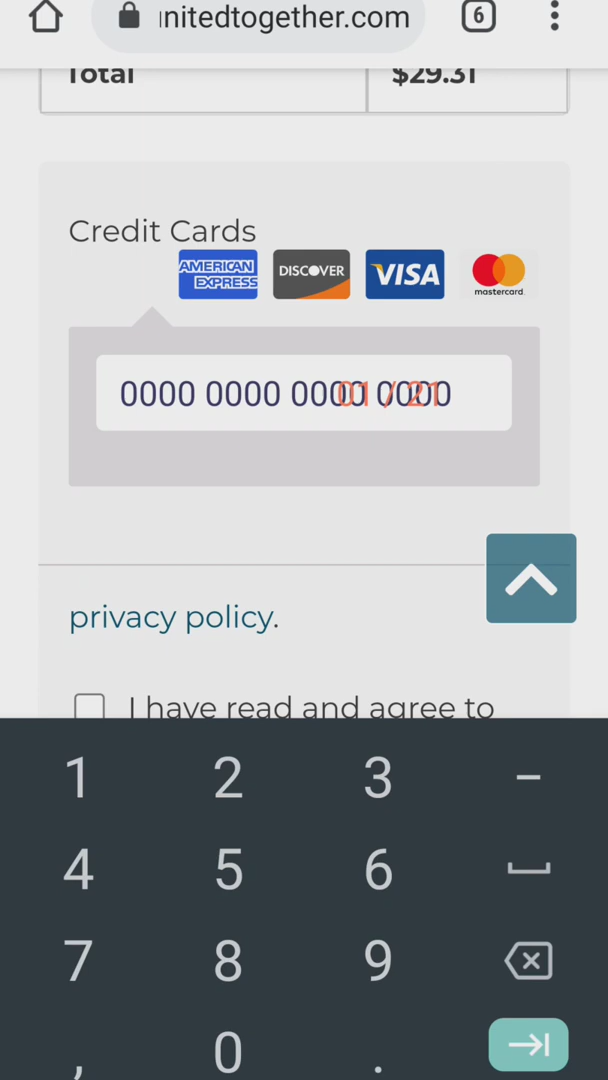 nitedtogether.com 6
Total $29.31
Credit Cards
AMERICAN EXPRESS DISCOVER VISA mastercard
0000 0000 0000 0000
01 / 21
privacy policy.
I have read and agree to
1 2 3 –
4 5 6
7 8 9
, 0 .